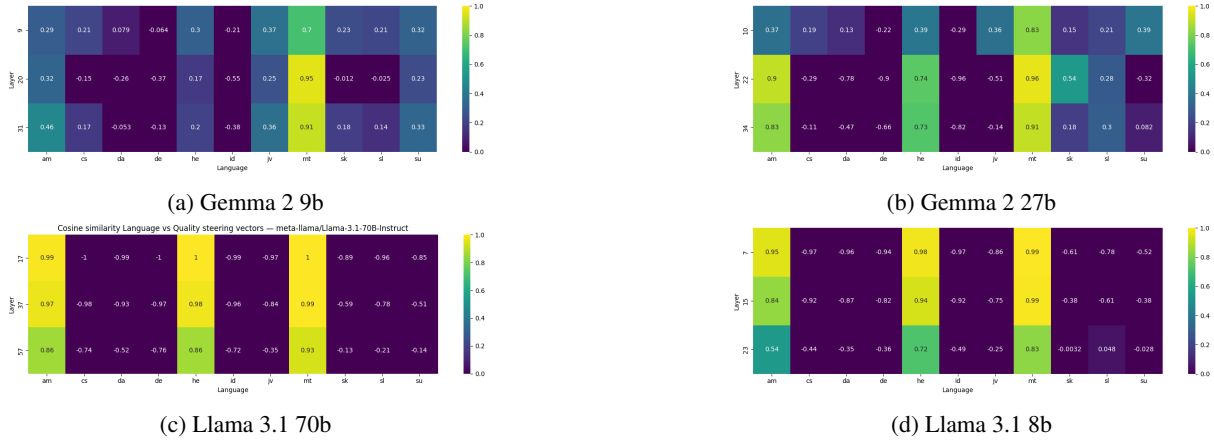 9 0.29 0.21 0.079 -0.064 0.3 -0.21 0.37 0.7 0.23 0.21 0.32
20 0.32 -0.15 -0.26 -0.37 0.17 -0.55 0.25 0.95 -0.012 -0.025 0.23
31 0.46 0.17 -0.053 -0.13 0.2 -0.38 0.36 0.91 0.18 0.14 0.33
am cs da de he id jv mt sk sl su
Layer
Language
1.0
0.8
0.6
0.4
0.2
0.0
(a) Gemma 2 9b
10 0.37 0.19 0.13 -0.22 0.39 -0.29 0.36 0.83 0.15 0.21 0.39
22 0.9 -0.29 -0.78 -0.9 0.74 -0.96 -0.51 0.96 0.54 0.28 -0.32
34 0.83 -0.11 -0.47 -0.66 0.73 -0.82 -0.14 0.91 0.18 0.3 0.082
am cs da de he id jv mt sk sl su
Layer
Language
1.0
0.8
0.6
0.4
0.2
0.0
(b) Gemma 2 27b
Cosine similarity Language vs Quality steering vectors — meta-llama/Llama-3.1-70B-Instruct
17 0.99 -1 -0.99 -1 1 -0.99 -0.97 1 -0.89 -0.96 -0.85
37 0.97 -0.98 -0.93 -0.97 0.98 -0.96 -0.84 0.99 -0.59 -0.78 -0.51
57 0.86 -0.74 -0.52 -0.76 0.86 -0.72 -0.35 0.93 -0.13 -0.21 -0.14
am cs da de he id jv mt sk sl su
Layer
Language
1.0
0.8
0.6
0.4
0.2
0.0
(c) Llama 3.1 70b
7 0.95 -0.97 -0.96 -0.94 0.98 -0.97 -0.86 0.99 -0.61 -0.78 -0.52
15 0.84 -0.92 -0.87 -0.82 0.94 -0.92 -0.75 0.99 -0.38 -0.61 -0.38
23 0.54 -0.44 -0.35 -0.36 0.72 -0.49 -0.25 0.83 -0.0032 0.048 -0.028
am cs da de he id jv mt sk sl su
Layer
Language
1.0
0.8
0.6
0.4
0.2
0.0
(d) Llama 3.1 8b